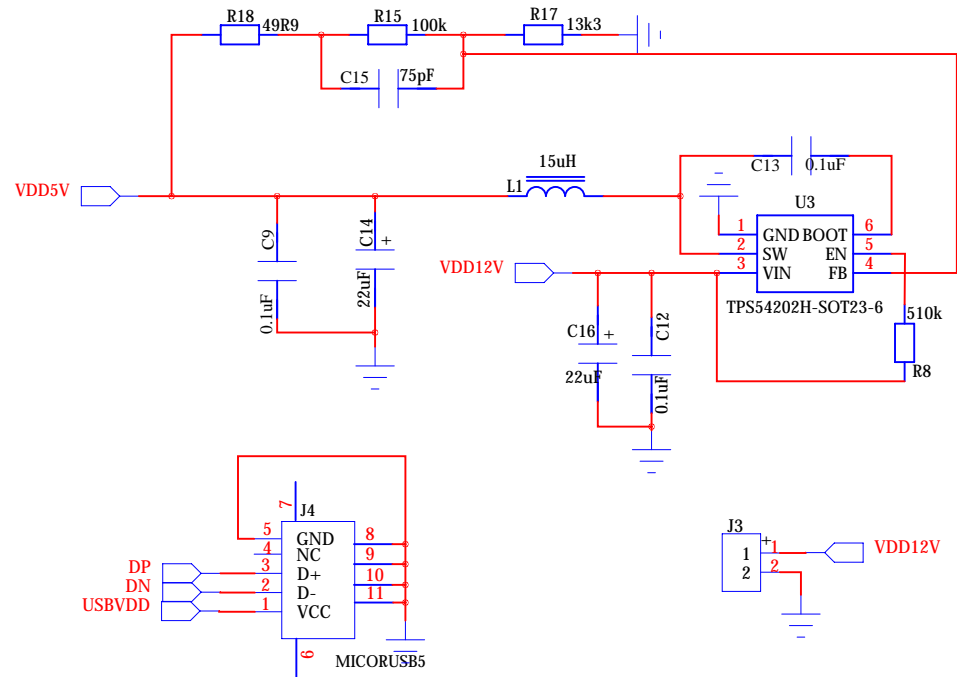 R18 49R9
R15 100k
R17 13k3
C15 75pF
VDD5V
15uH
L1
C13 0.1uF
U3
1 GND BOOT 6
2 SW EN 5
3 VIN FB 4
TPS54202H-SOT23-6
C9
0.1uF
C14 +
22uF
VDD12V
C16 +
22uF
C12
0.1uF
510k
R8
7
J4
5 GND 8
4 NC 9
DP 3 D+ 10
DN 2 D- 11
USBVDD 1 VCC
6
MICORUSB5
J3
+
1 1 VDD12V
2 2